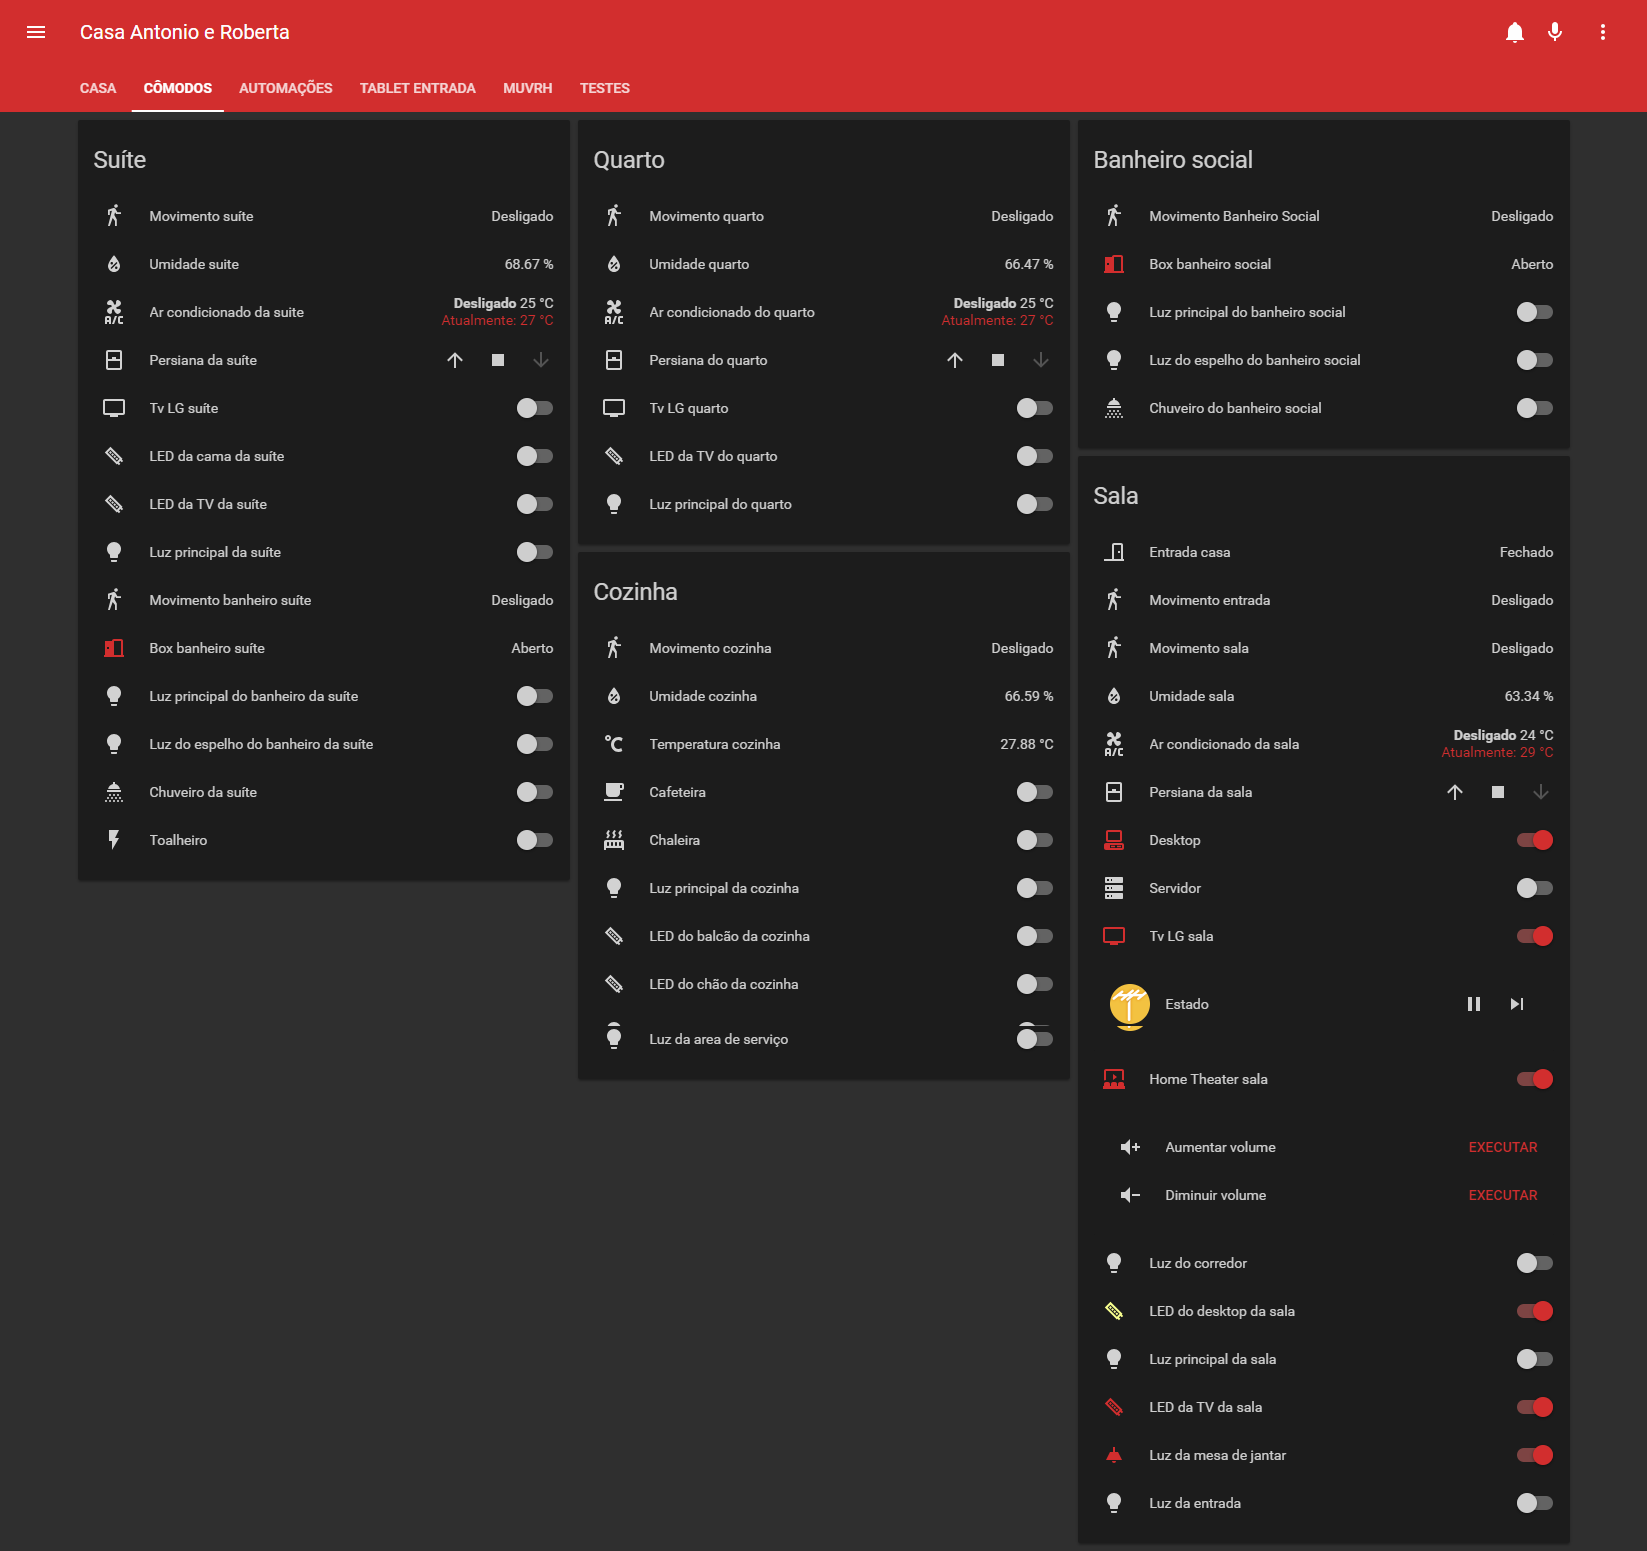 Casa Antonio e Roberta
CASA CÔMODOS AUTOMAÇÕES TABLET ENTRADA MUVRH TESTES
Suíte
Movimento suíte Desligado
Umidade suite 68.67 %
Ar condicionado da suite Desligado 25 °C
Atualmente: 27 °C
Persiana da suíte
Tv LG suíte
LED da cama da suíte
LED da TV da suíte
Luz principal da suíte
Movimento banheiro suíte Desligado
Box banheiro suíte Aberto
Luz principal do banheiro da suíte
Luz do espelho do banheiro da suíte
Chuveiro da suíte
Toalheiro
Quarto
Movimento quarto Desligado
Umidade quarto 66.47 %
Ar condicionado do quarto Desligado 25 °C
Atualmente: 27 °C
Persiana do quarto
Tv LG quarto
LED da TV do quarto
Luz principal do quarto
Cozinha
Movimento cozinha Desligado
Umidade cozinha 66.59 %
Temperatura cozinha 27.88 °C
Cafeteira
Chaleira
Luz principal da cozinha
LED do balcão da cozinha
LED do chão da cozinha
Luz da area de serviço
Banheiro social
Movimento Banheiro Social Desligado
Box banheiro social Aberto
Luz principal do banheiro social
Luz do espelho do banheiro social
Chuveiro do banheiro social
Sala
Entrada casa Fechado
Movimento entrada Desligado
Movimento sala Desligado
Umidade sala 63.34 %
Ar condicionado da sala Desligado 24 °C
Atualmente: 29 °C
Persiana da sala
Desktop
Servidor
Tv LG sala
Estado
Home Theater sala
Aumentar volume EXECUTAR
Diminuir volume EXECUTAR
Luz do corredor
LED do desktop da sala
Luz principal da sala
LED da TV da sala
Luz da mesa de jantar
Luz da entrada